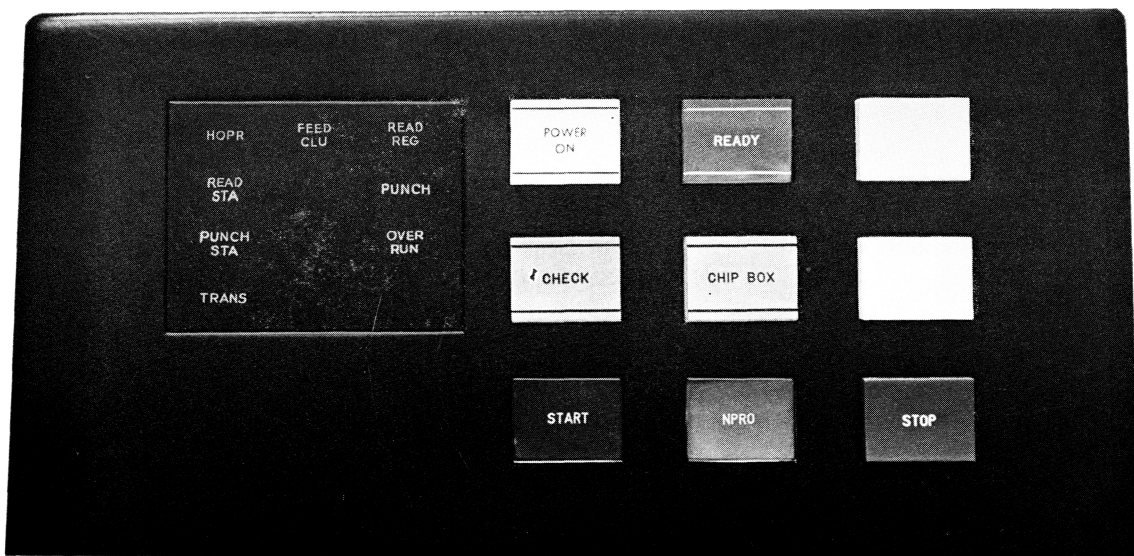 HOPR
FEED
CLU
READ
REG
READ
STA
PUNCH
PUNCH
STA
OVER
RUN
TRANS
POWER
ON
READY
CHECK
CHIP BOX
START
NPRO
STOP